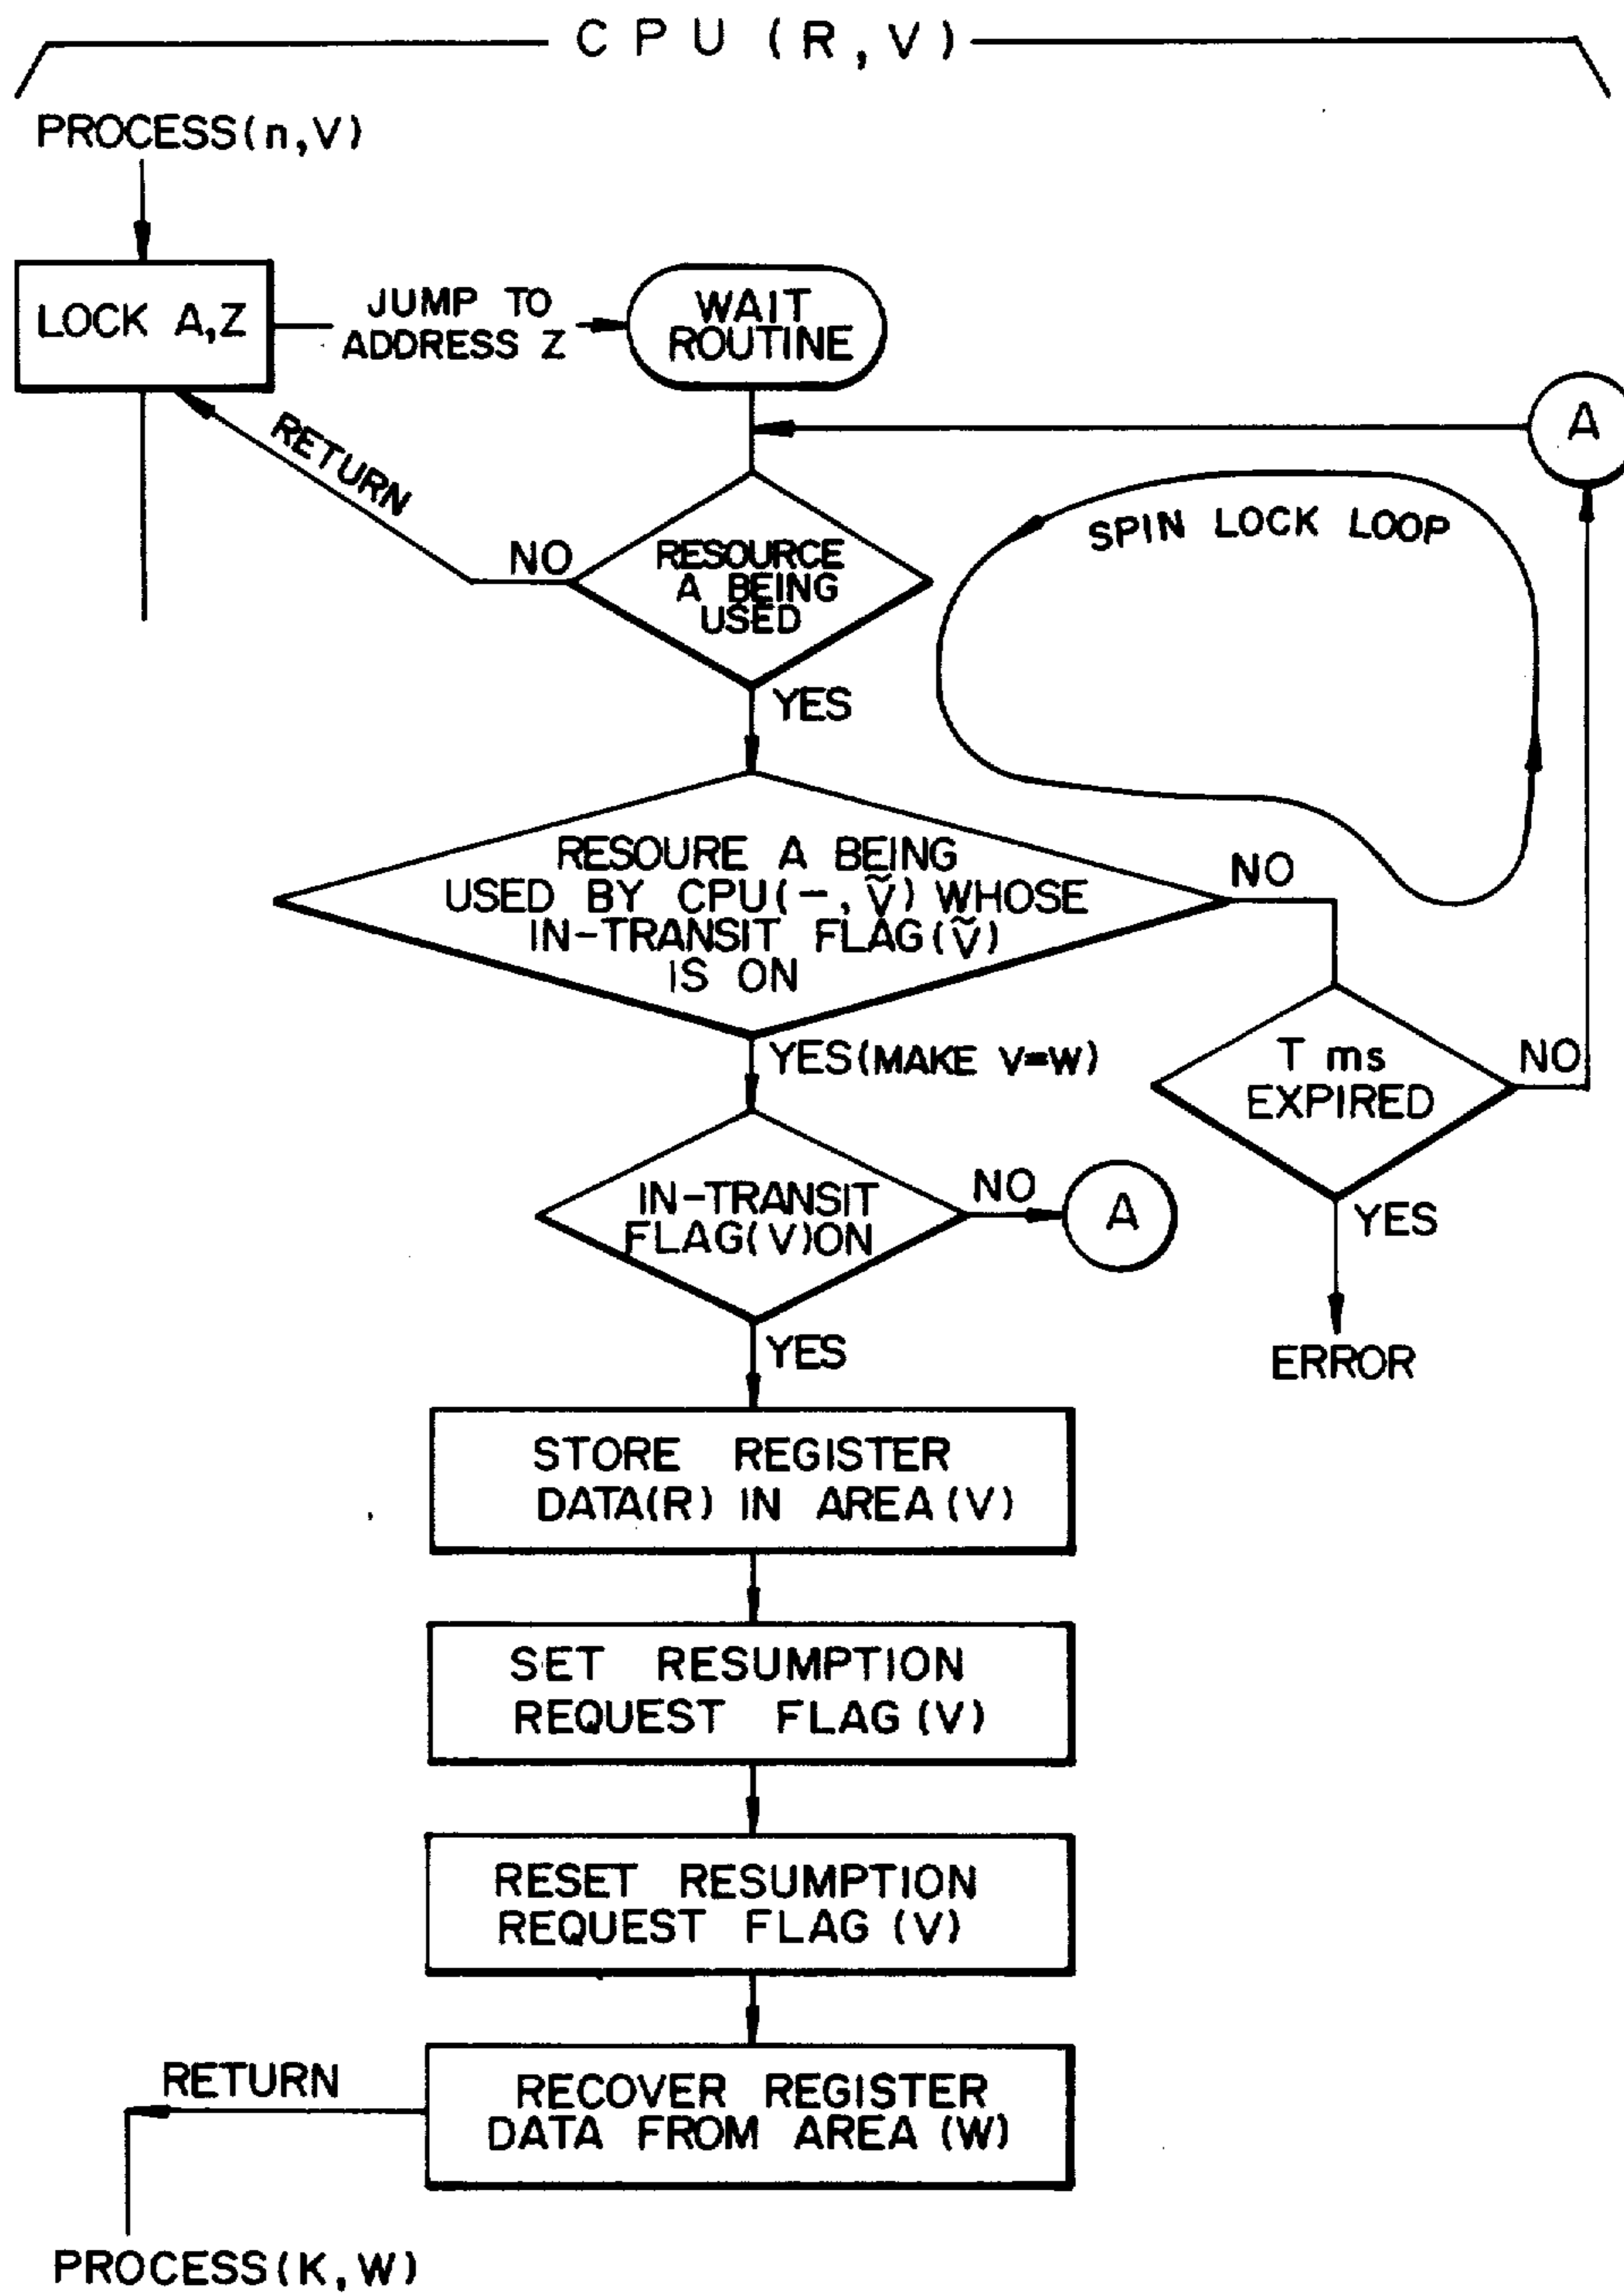 CPU (R,V)
PROCESS(n,V)
LOCK A,Z
JUMP TO
ADDRESS Z
WAIT
ROUTINE
A
RETURN
NO
RESOURCE
A BEING
USED
SPIN LOCK LOOP
YES
RESOURE A BEING
USED BY CPU(-,Ṽ) WHOSE
IN-TRANSIT FLAG(Ṽ)
IS ON
NO
YES(MAKE V=W)
T ms
EXPIRED
NO
IN-TRANSIT
FLAG(V)ON
NO
A
YES
ERROR
YES
STORE REGISTER
DATA(R) IN AREA(V)
SET RESUMPTION
REQUEST FLAG(V)
RESET RESUMPTION
REQUEST FLAG (V)
RETURN
RECOVER REGISTER
DATA FROM AREA(W)
PROCESS(K,W)